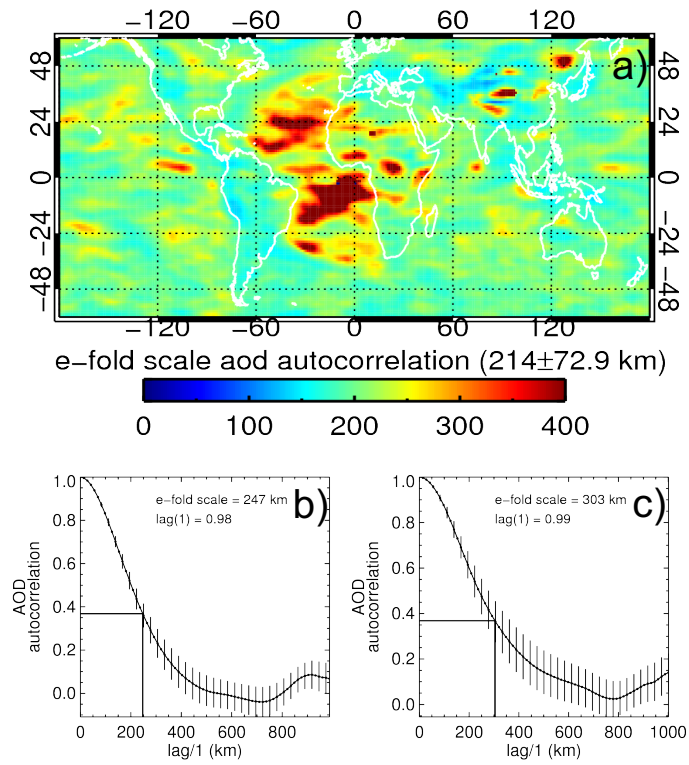 −120 −60 0 60 120
a)
48 48
24 24
0 0
−24 −24
−48 −48
−120 −60 0 60 120
e−fold scale aod autocorrelation (214±72.9 km)
0 100 200 300 400
b)
e−fold scale = 247 km
lag(1) = 0.98
1.0
0.8
0.6
0.4
0.2
0.0
AOD
autocorrelation
0 200 400 600 800
lag/1 (km)
c)
e−fold scale = 303 km
lag(1) = 0.99
1.0
0.8
0.6
0.4
0.2
0.0
AOD
autocorrelation
0 200 400 600 800 1000
lag/1 (km)